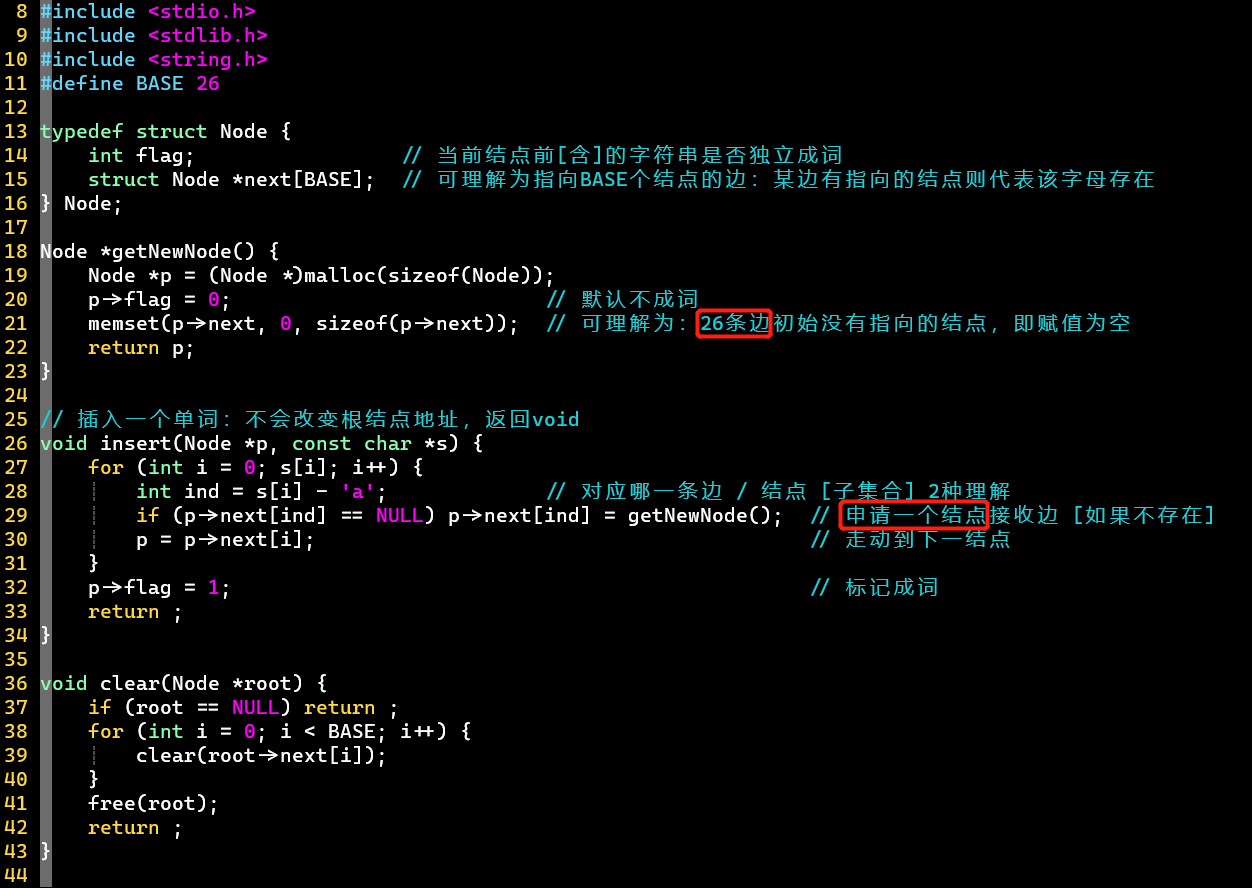 8 #include <stdio.h>
9 #include <stdlib.h>
10 #include <string.h>
11 #define BASE 26
12
13 typedef struct Node {
14     int flag;                 // 当前结点前[含]的字符串是否独立成词
15     struct Node *next[BASE];  // 可理解为指向BASE个结点的边：某边有指向的结点则代表该字母存在
16 } Node;
17
18 Node *getNewNode() {
19     Node *p = (Node *)malloc(sizeof(Node));
20     p->flag = 0;                          // 默认不成词
21     memset(p->next, 0, sizeof(p->next));  // 可理解为：26条边初始没有指向的结点，即赋值为空
22     return p;
23 }
24
25 // 插入一个单词：不会改变根结点地址，返回void
26 void insert(Node *p, const char *s) {
27     for (int i = 0; s[i]; i++) {
28         int ind = s[i] - 'a';             // 对应哪一条边 / 结点 [子集合] 2种理解
29         if (p->next[ind] == NULL) p->next[ind] = getNewNode();  // 申请一个结点接收边 [如果不存在]
30         p = p->next[i];                                         // 走动到下一结点
31     }
32     p->flag = 1;                                                // 标记成词
33     return ;
34 }
35
36 void clear(Node *root) {
37     if (root == NULL) return ;
38     for (int i = 0; i < BASE; i++) {
39         clear(root->next[i]);
40     }
41     free(root);
42     return ;
43 }
44